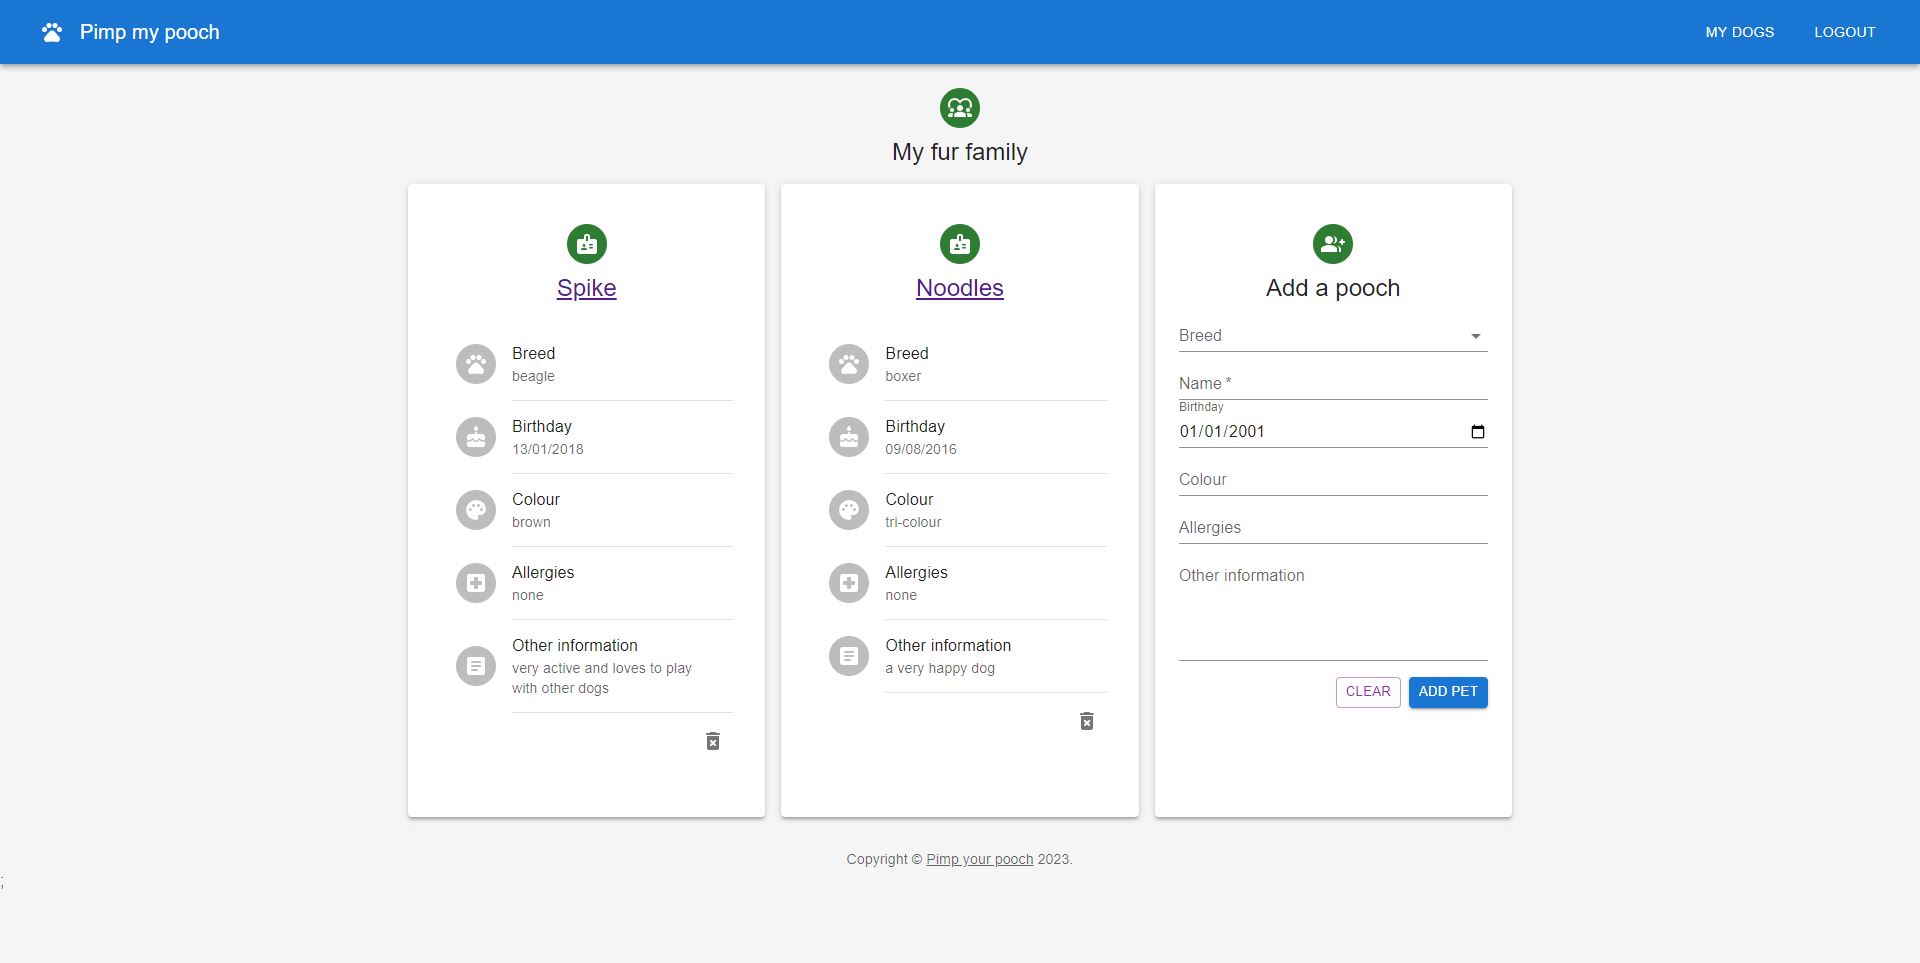 Pimp my pooch
MY DOGS
LOGOUT
My fur family
Spike
Breed
beagle
Birthday
13/01/2018
Colour
brown
Allergies
none
Other information
very active and loves to play
with other dogs
Noodles
Breed
boxer
Birthday
09/08/2016
Colour
tri-colour
Allergies
none
Other information
a very happy dog
Add a pooch
Breed
Name *
Birthday
01/01/2001
Colour
Allergies
Other information
CLEAR
ADD PET
Copyright © Pimp your pooch 2023.
;